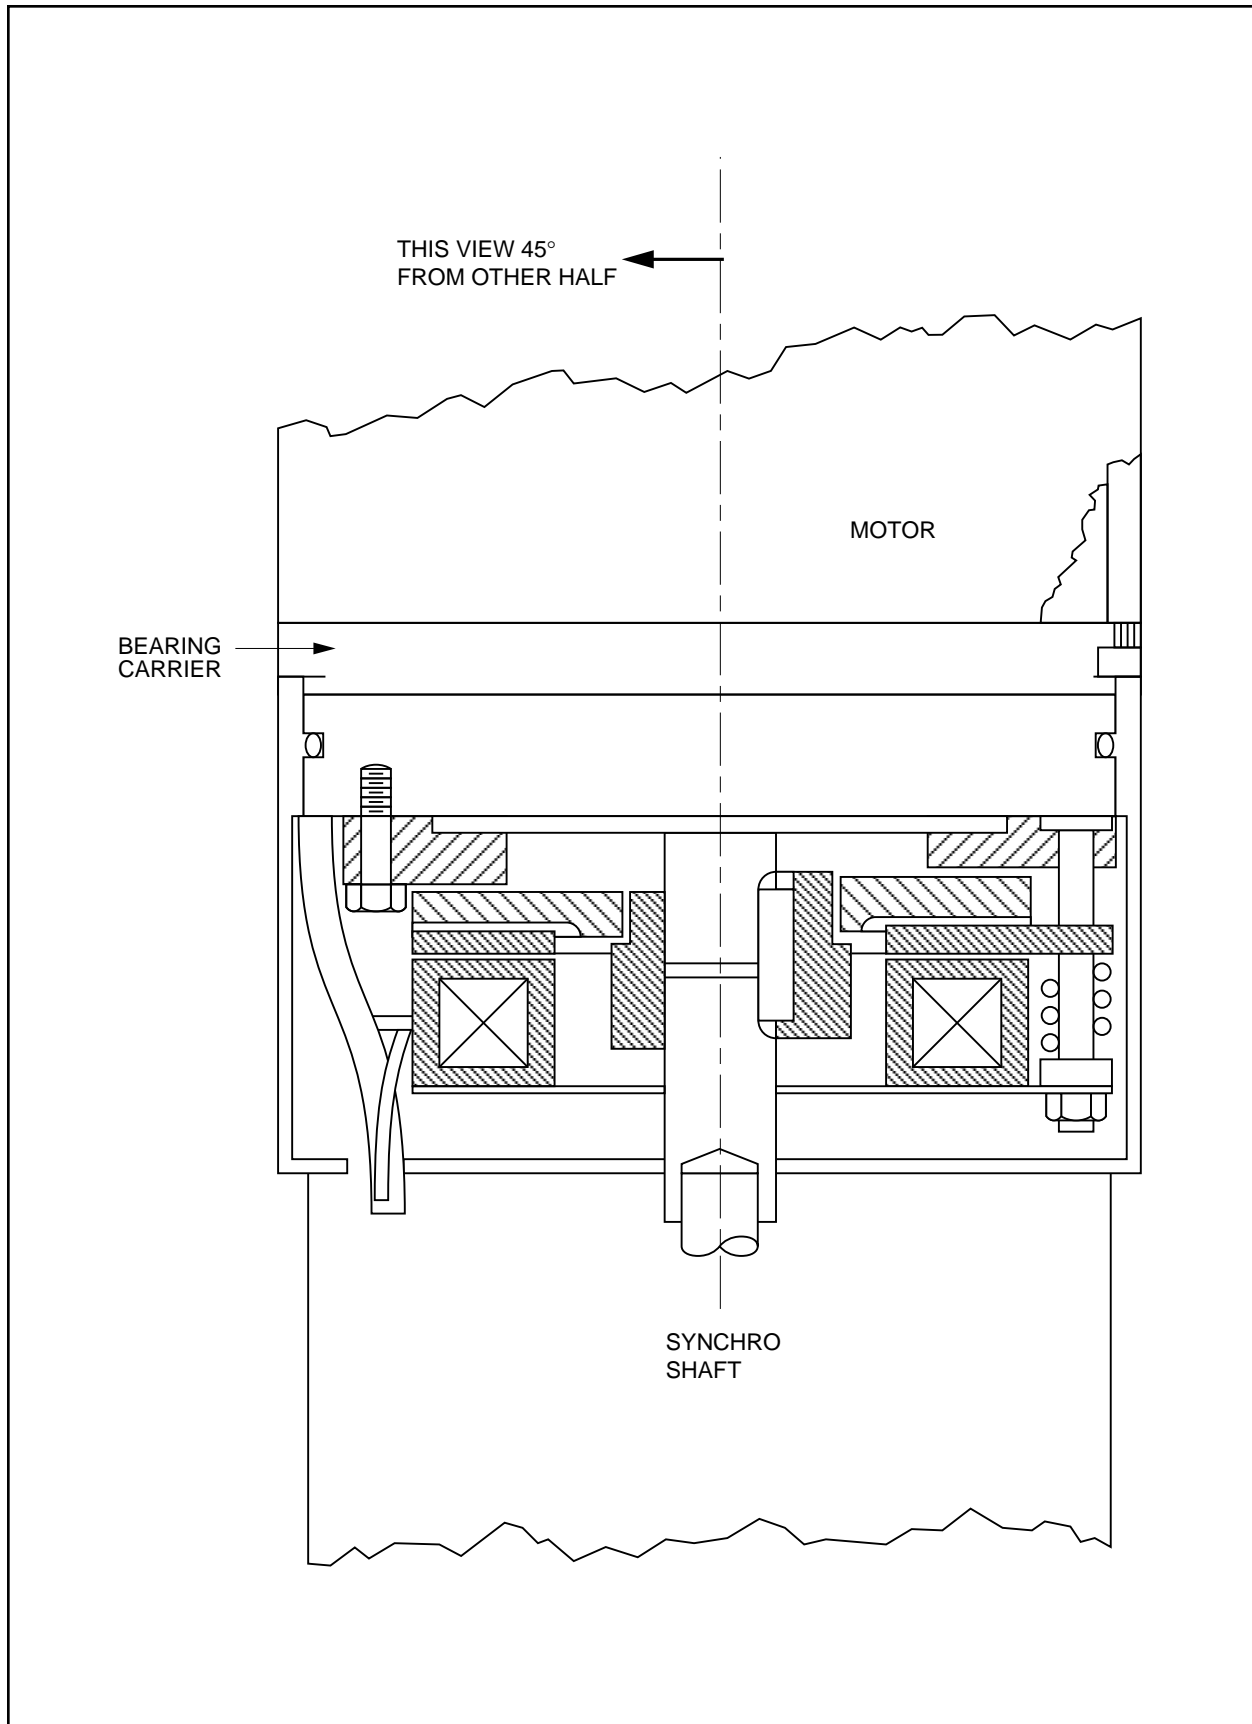 THIS VIEW 45°
FROM OTHER HALF
MOTOR
BEARING
CARRIER
SYNCHRO
SHAFT